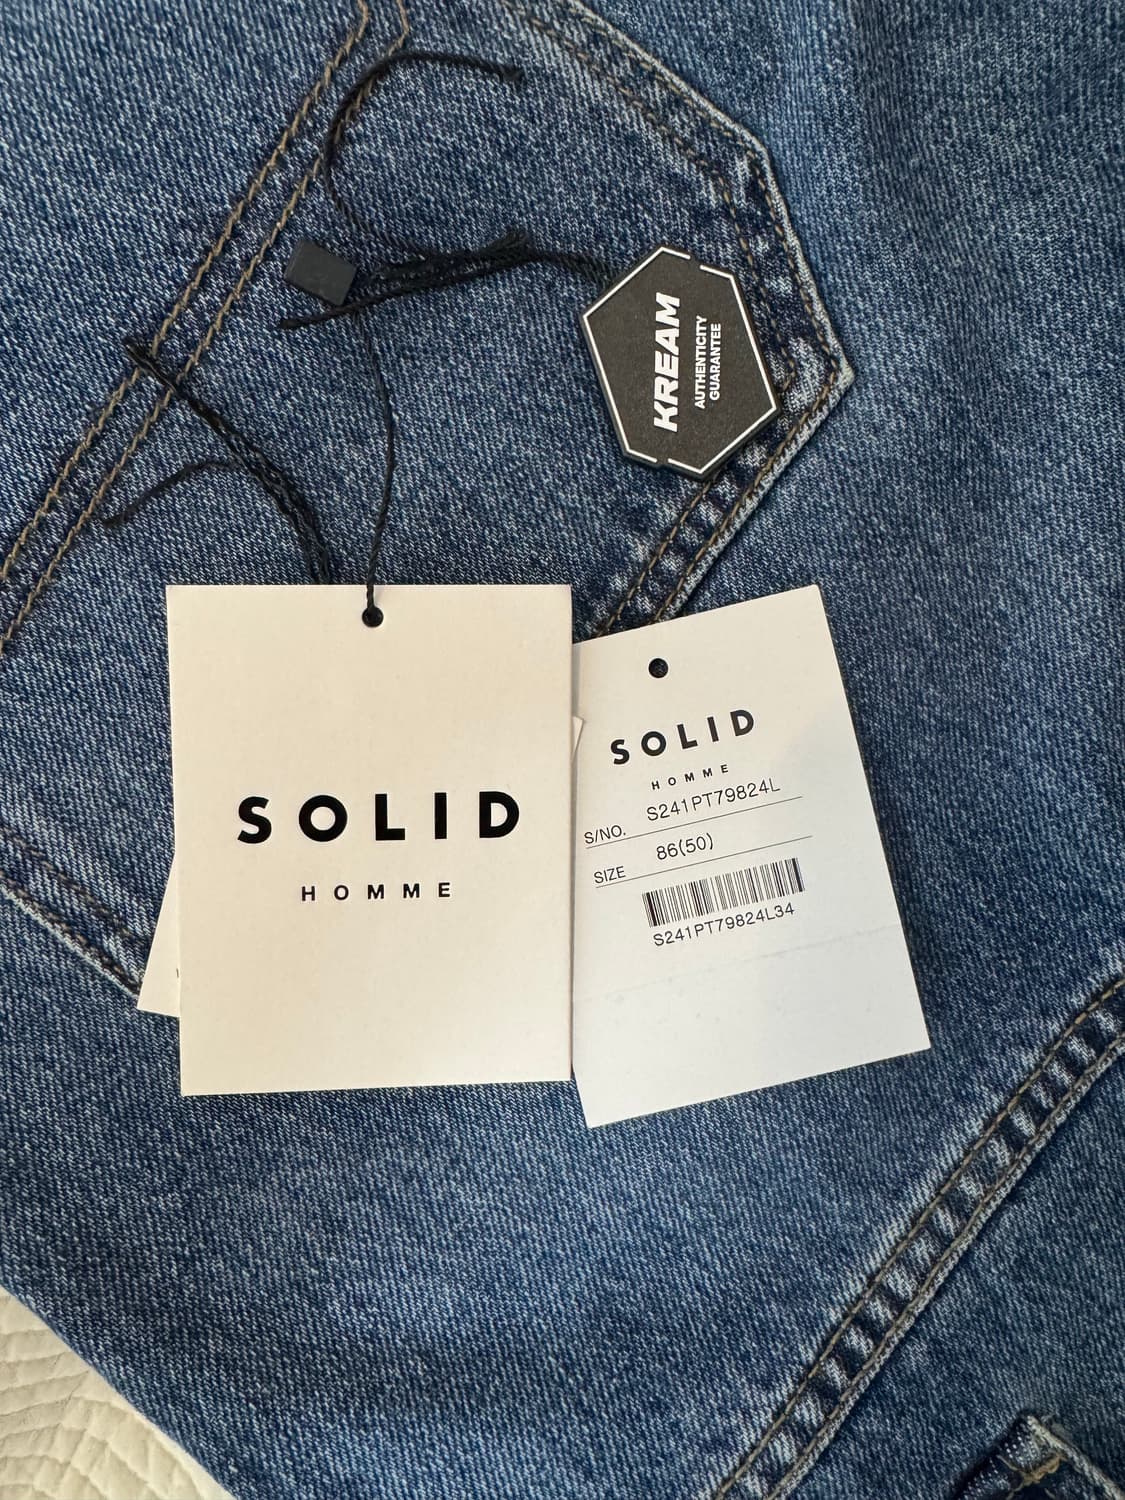 KREAM
AUTHENTICITY
GUARANTEE
SOLID
HOMME
SOLID
HOMME
S/NO. S241PT79824L
SIZE 86(50)
S241PT79824L34